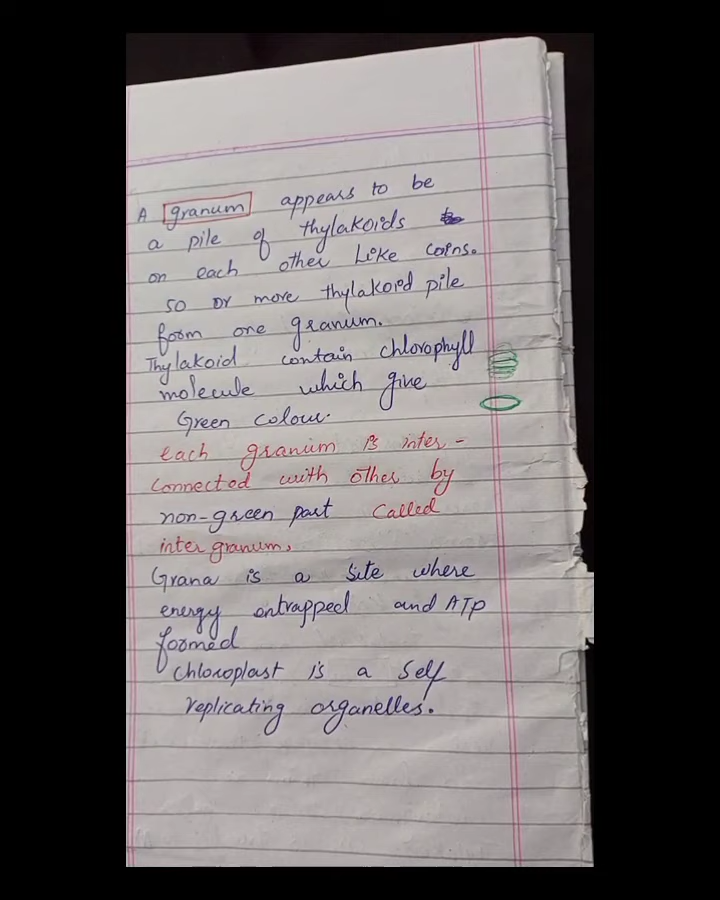 A granum appears to be
a pile of thylakoids
on each other Like coins.
50 or more thylakoid pile
form one granum.
Thylakoid contain chlorophyll
molecule which give
Green colour.
each granum is inter-
connected with other by
non-green part called
inter granum.
Grana is a site where
energy entrapped and ATP
formed
chloroplast is a self
replicating organelles.